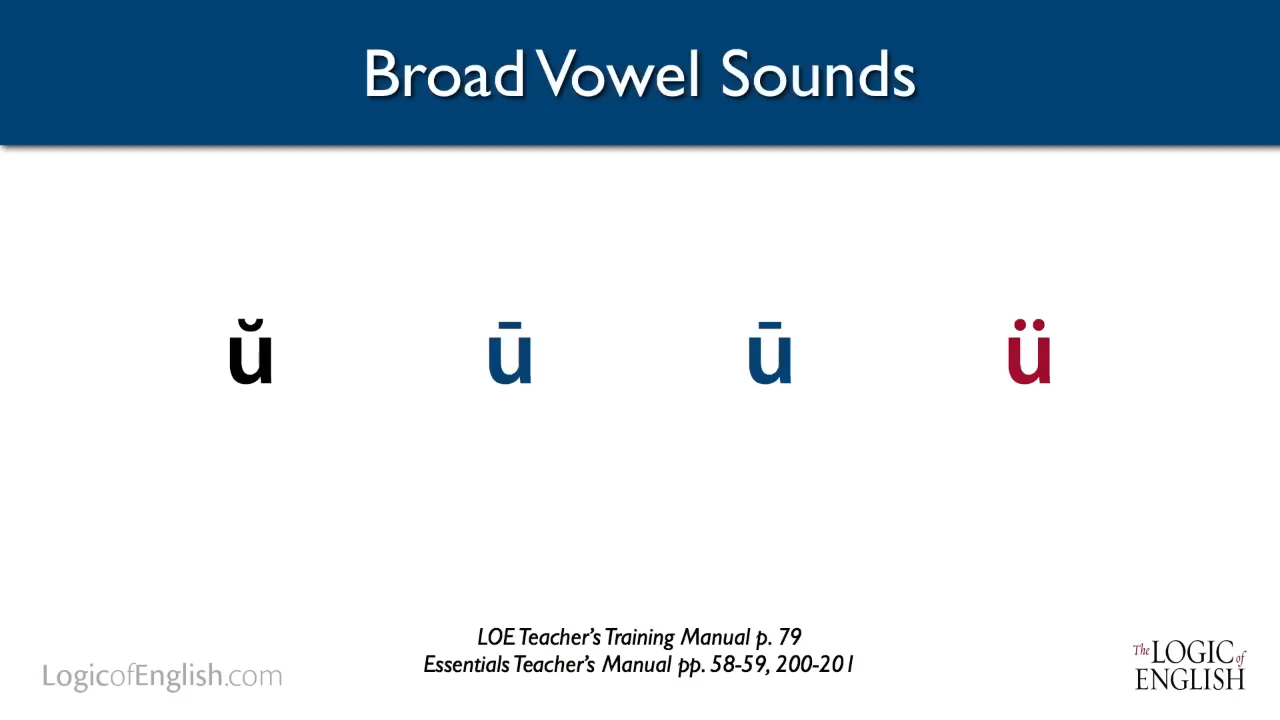 Broad Vowel Sounds
ŭ ū ū ü
LOE Teacher's Training Manual p. 79
Essentials Teacher's Manual pp. 58-59, 200-201
LogicofEnglish.com
The LOGIC of
ENGLISH